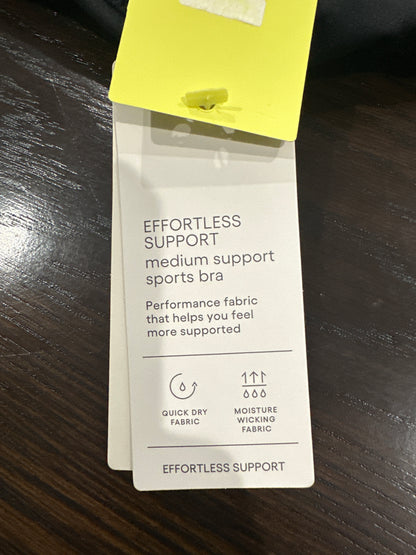 EFFORTLESS
SUPPORT
medium support
sports bra
Performance fabric
that helps you feel
more supported
QUICK DRY
FABRIC
MOISTURE
WICKING
FABRIC
EFFORTLESS SUPPORT